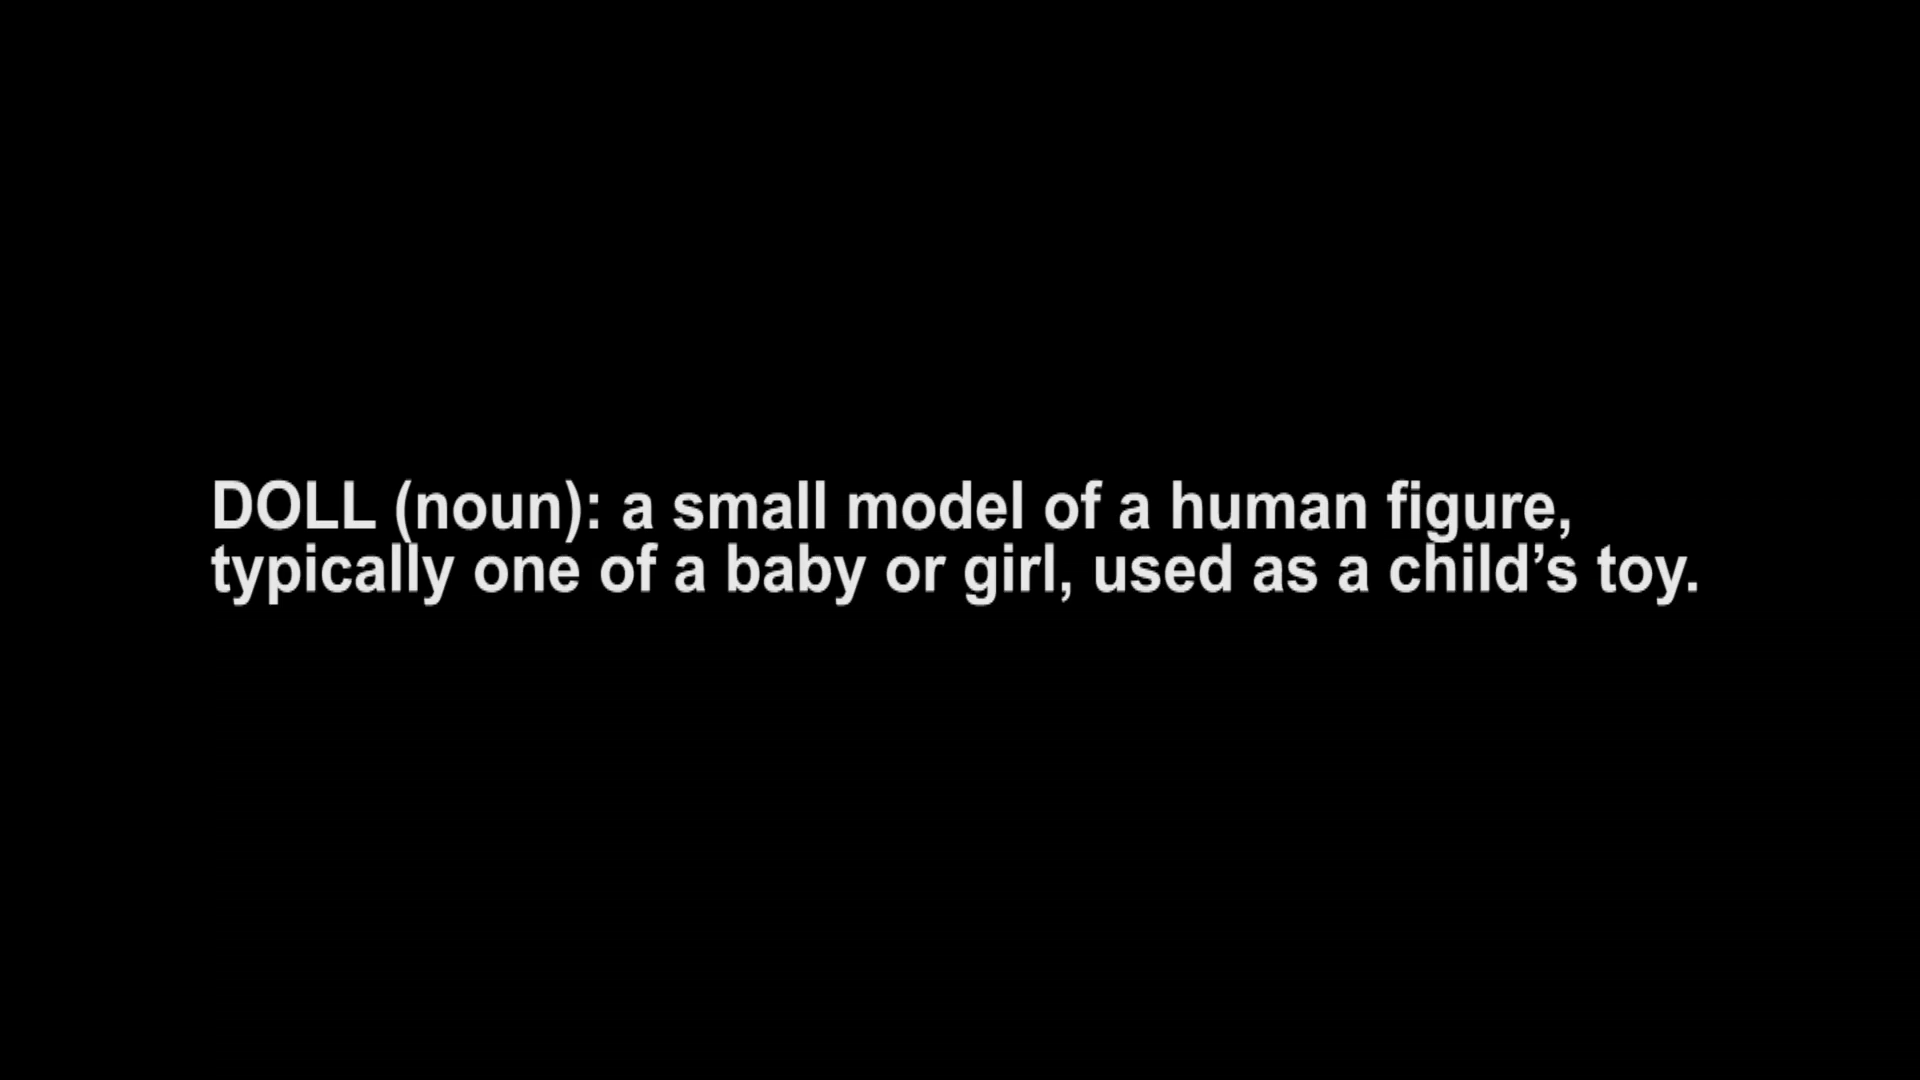 DOLL (noun): a small model of a human figure,
typically one of a baby or girl, used as a child’s toy.